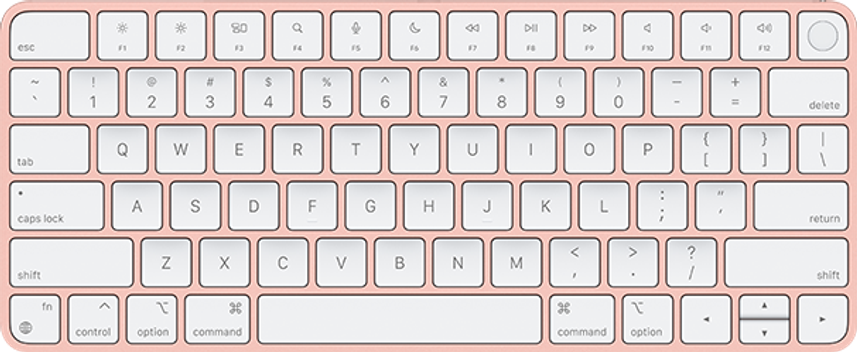 esc F1 F2 F3 F4 F5 F6 F7 F8 F9 F10 F11 F12
~ ! @ # $ % ^ & * ( ) — +
` 1 2 3 4 5 6 7 8 9 0 - = delete
{ } |
tab Q W E R T Y U I O P [ ] \
: "
caps lock A S D F G H J K L ; ' return
< > ?
shift Z X C V B N M , . / shift
fn ^ ⌥ ⌘ ⌘ ⌥
control option command command option